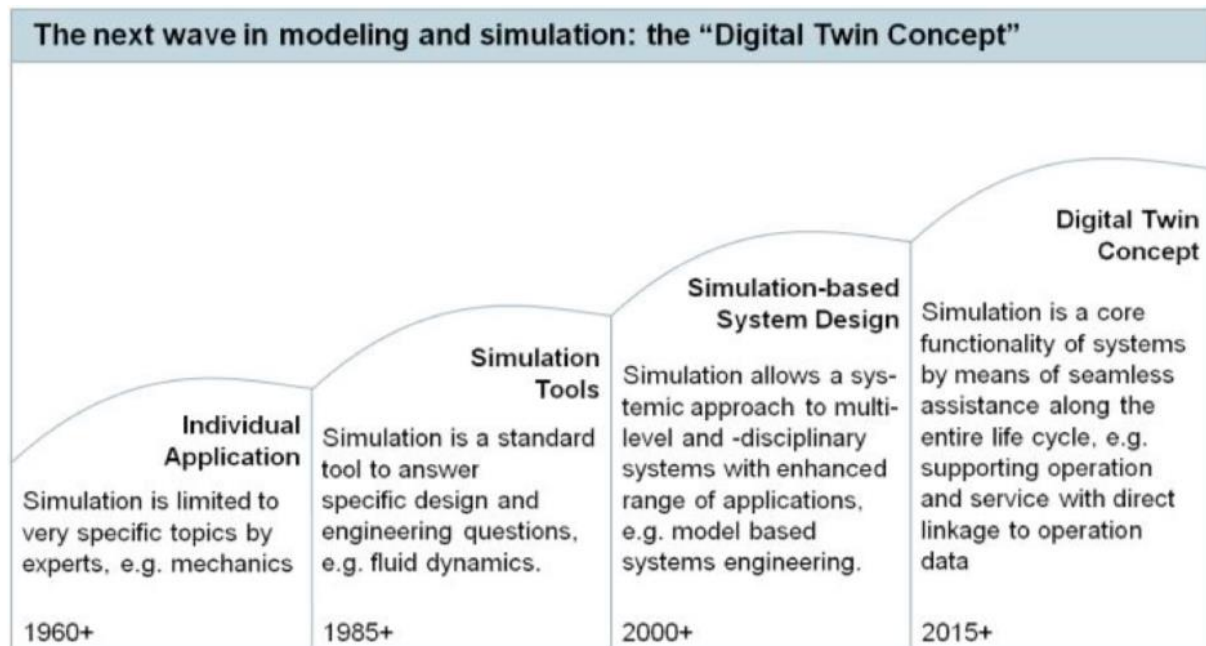 The next wave in modeling and simulation: the “Digital Twin Concept”
Individual
Application
Simulation is limited to
very specific topics by
experts, e.g. mechanics
1960+
Simulation
Tools
Simulation is a standard
tool to answer
specific design and
engineering questions,
e.g. fluid dynamics.
1985+
Simulation-based
System Design
Simulation allows a sys-
temic approach to multi-
level and -disciplinary
systems with enhanced
range of applications,
e.g. model based
systems engineering.
2000+
Digital Twin
Concept
Simulation is a core
functionality of systems
by means of seamless
assistance along the
entire life cycle, e.g.
supporting operation
and service with direct
linkage to operation
data
2015+